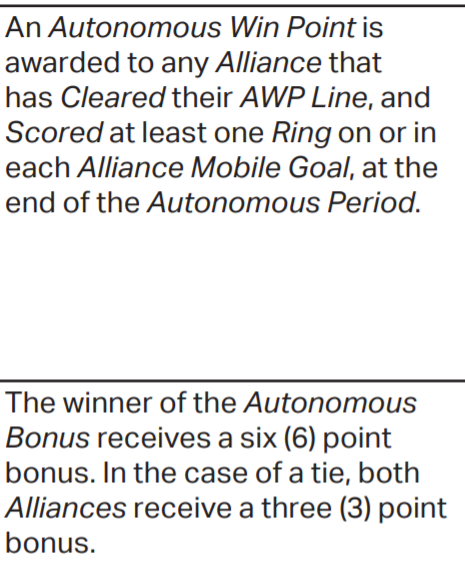 An Autonomous Win Point is
awarded to any Alliance that
has Cleared their AWP Line, and
Scored at least one Ring on or in
each Alliance Mobile Goal, at the
end of the Autonomous Period.
The winner of the Autonomous
Bonus receives a six (6) point
bonus. In the case of a tie, both
Alliances receive a three (3) point
bonus.